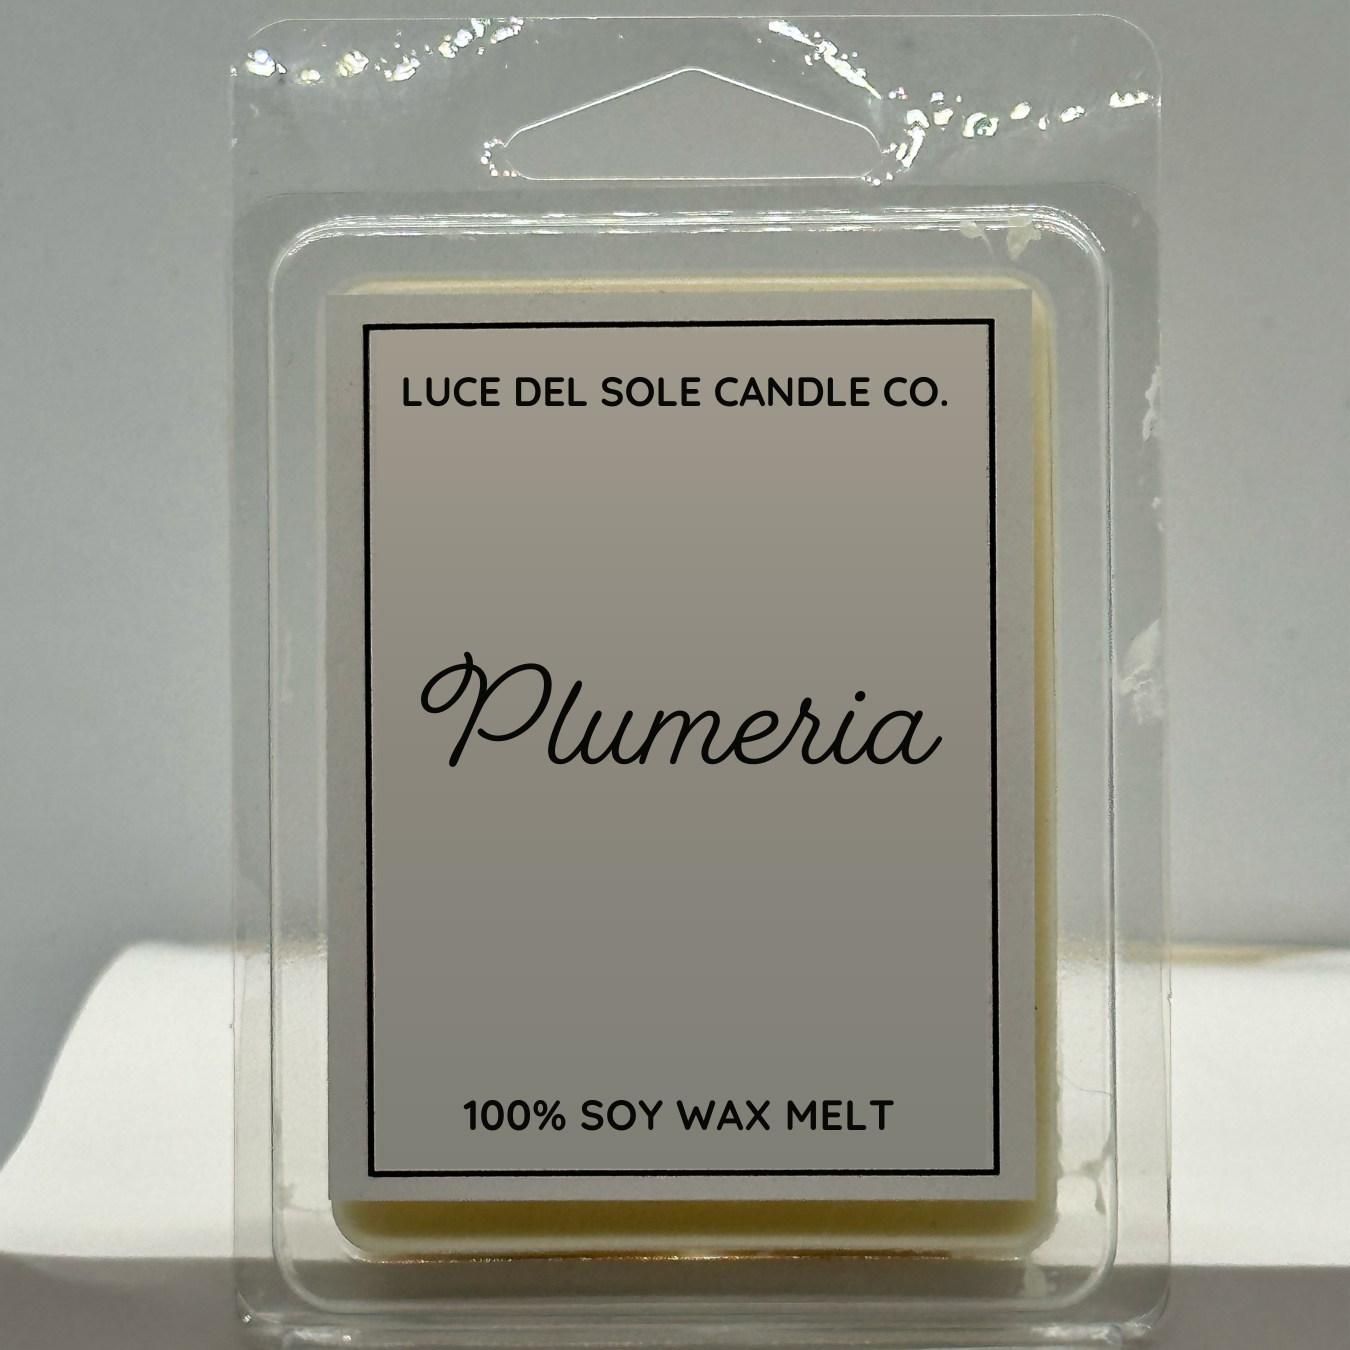 LUCE DEL SOLE CANDLE CO.
Plumeria
100% SOY WAX MELT